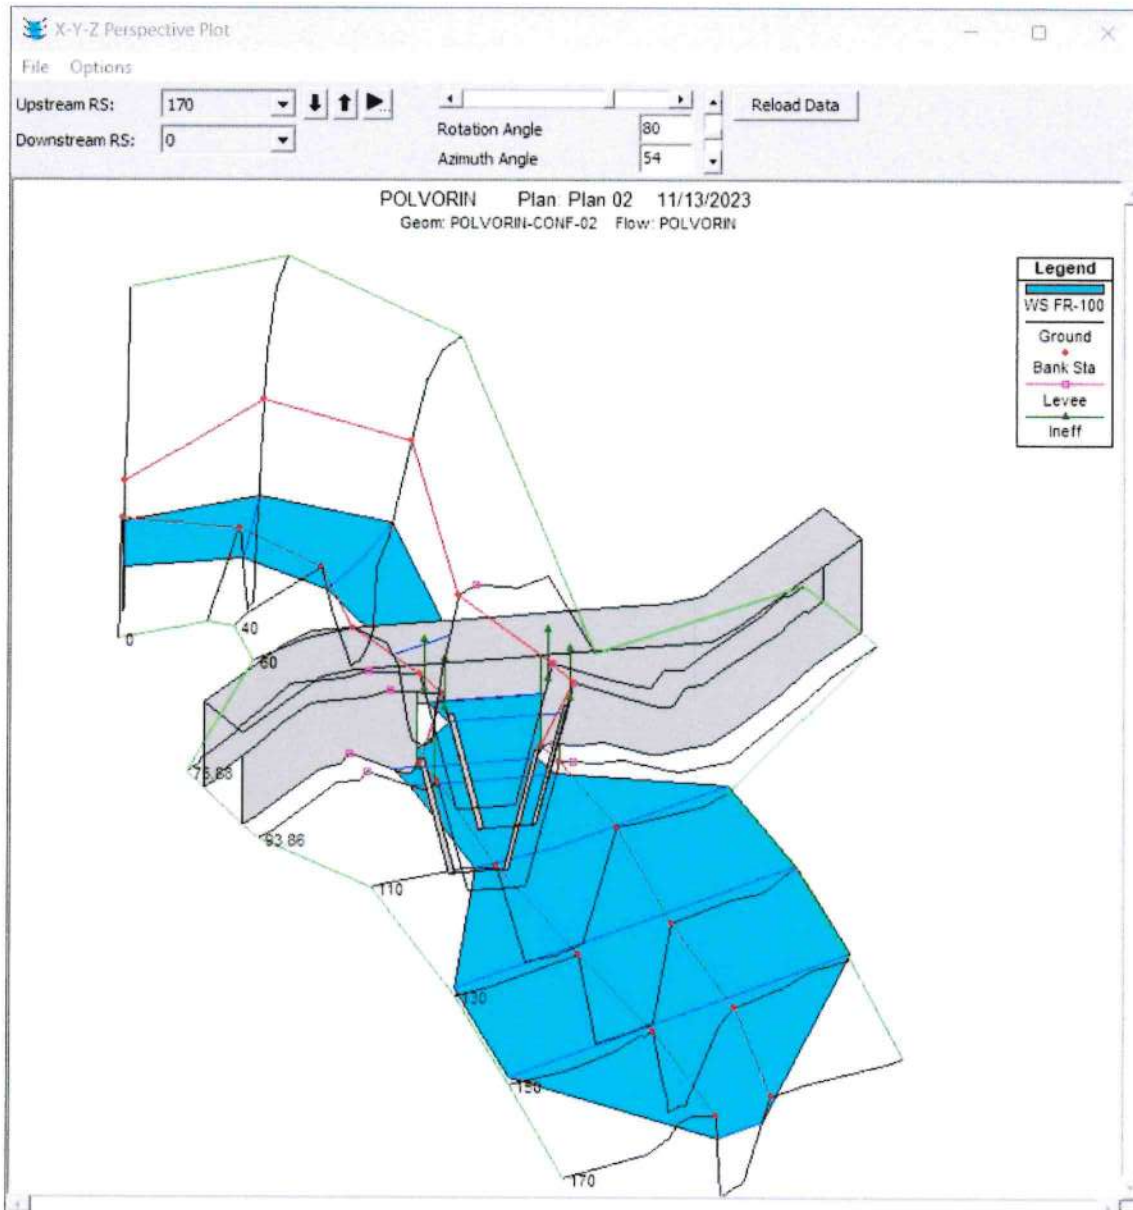 X-Y-Z Perspective Plot
File Options
Upstream RS: 170
Downstream RS: 0
Rotation Angle 80
Azimuth Angle 54
Reload Data
POLVORIN Plan: Plan 02 11/13/2023
Geom: POLVORIN-CONF-02 Flow: POLVORIN
Legend
WS FR-100
Ground
Bank Sta
Levee
Ineff
0
40
60
93.86
110
130
150
170